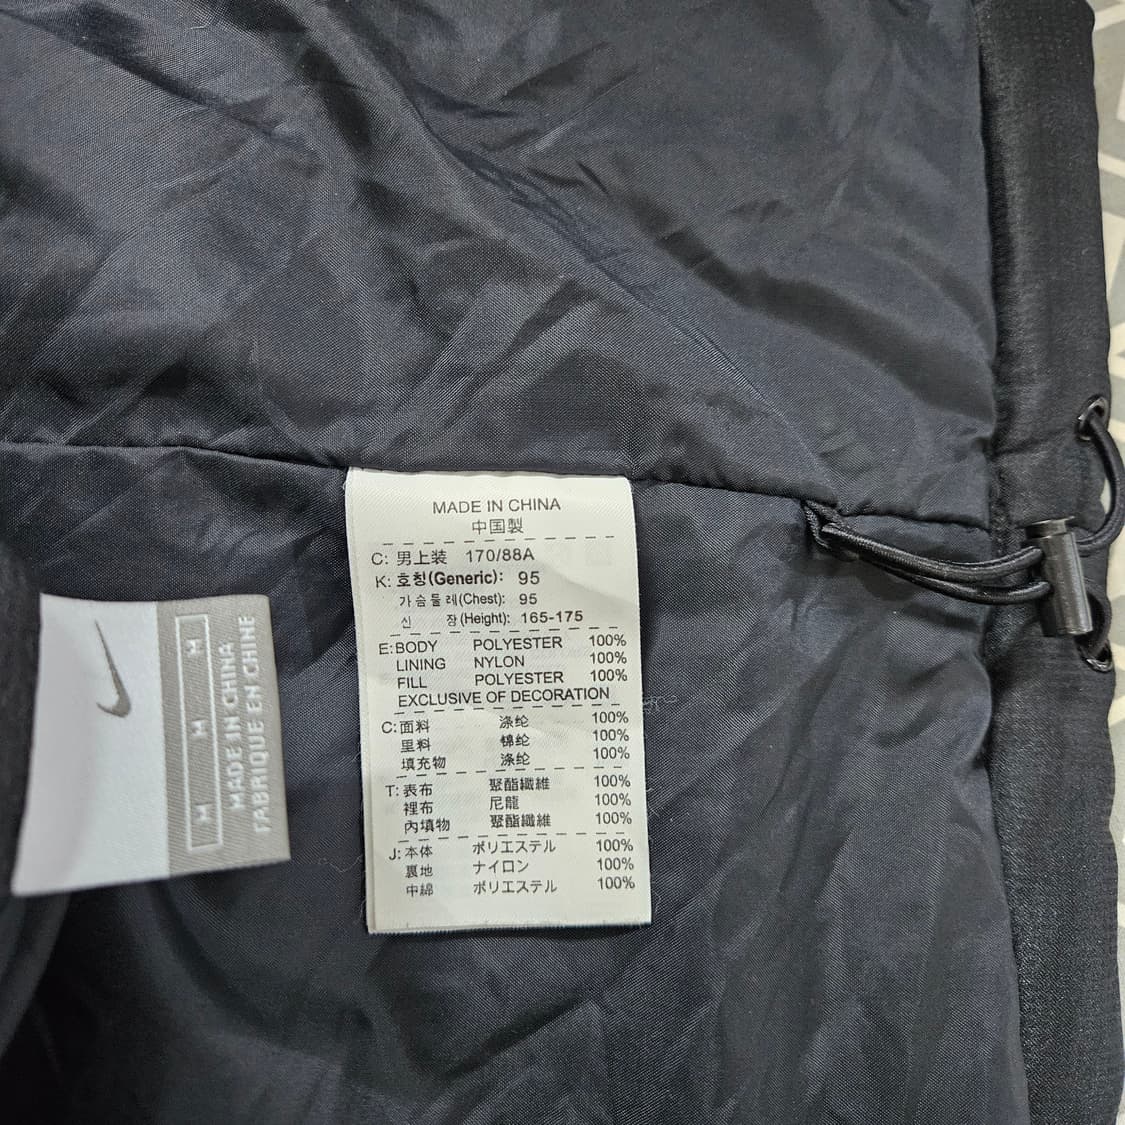 MADE IN CHINA
中国製
C: 男上装 170/88A
K: 호칭(Generic): 95
가슴둘레(Chest): 95
신 장(Height): 165-175
E: BODY POLYESTER 100%
LINING NYLON 100%
FILL POLYESTER 100%
EXCLUSIVE OF DECORATION
C: 面料 涤纶 100%
里料 锦纶 100%
填充物 涤纶 100%
T: 表布 聚酯纖維 100%
裡布 尼龍 100%
內填物 聚酯纖維 100%
J: 本体 ポリエステル 100%
裏地 ナイロン 100%
中綿 ポリエステル 100%
M M M
MADE IN CHINA
FABRIQUE EN CHINE